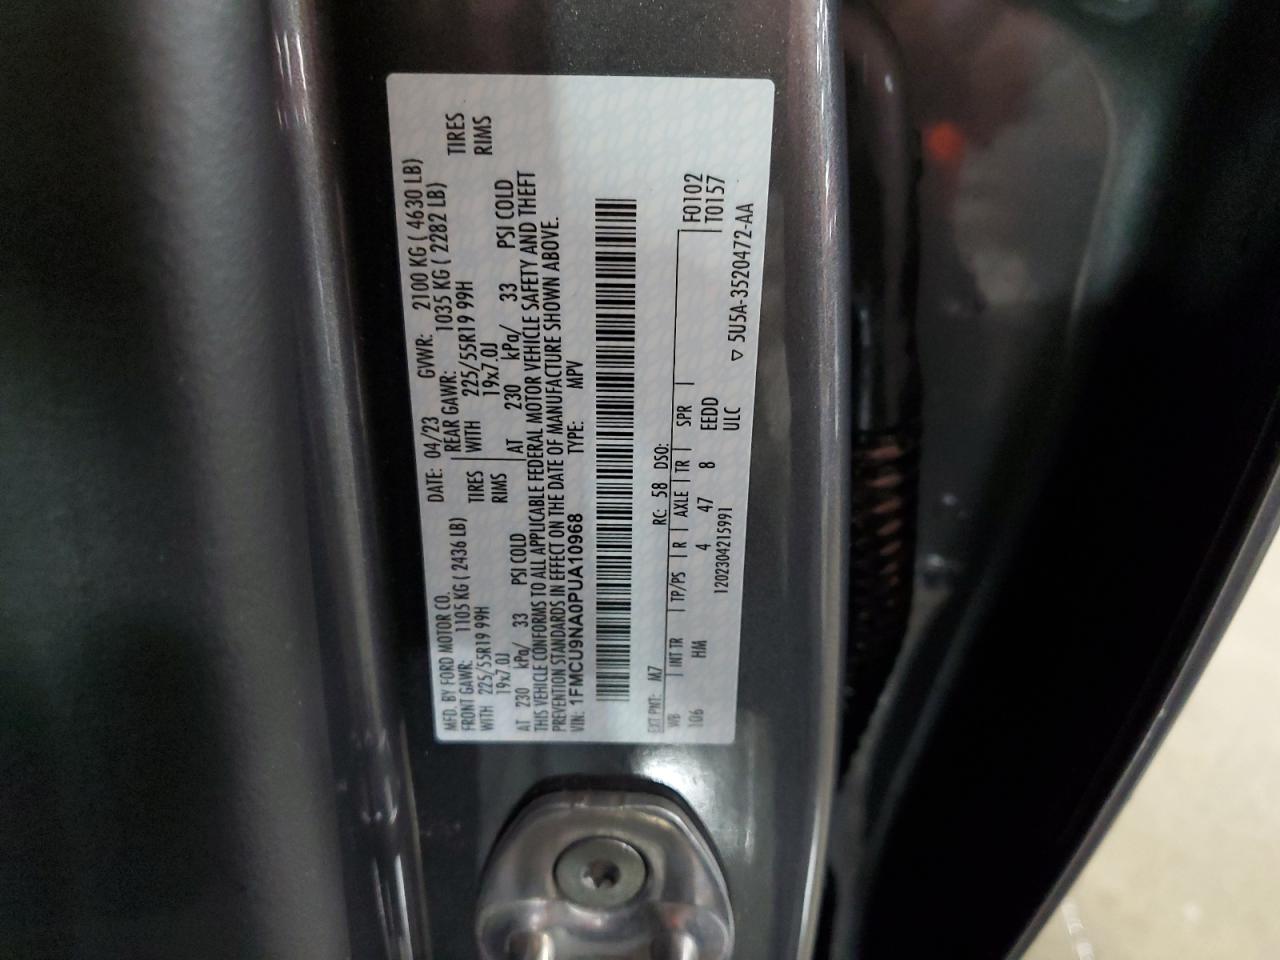 MFD. BY FORD MOTOR CO.
DATE: 04/23 GVWR: 2100 KG ( 4630 LB)
FRONT GAWR: 1105 KG ( 2436 LB) REAR GAWR: 1035 KG ( 2282 LB)
WITH 225/55R19 99H TIRES WITH 225/55R19 99H TIRES
19x7.0J RIMS 19x7.0J RIMS
AT 230 kPa/ 33 PSI COLD AT 230 kPa/ 33 PSI COLD
THIS VEHICLE CONFORMS TO ALL APPLICABLE FEDERAL MOTOR VEHICLE SAFETY AND THEFT
PREVENTION STANDARDS IN EFFECT ON THE DATE OF MANUFACTURE SHOWN ABOVE.
VIN: 1FMCU9NA0PUA10968 TYPE: MPV
EXT PNT: M7 RC: 58 DSO: F0102
WB INT TR TP/PS R AXLE TR SPR T0157
106 HM 4 47 8 EEDD
1202304215991 ULC ▽ 5U5A-3520472-AA